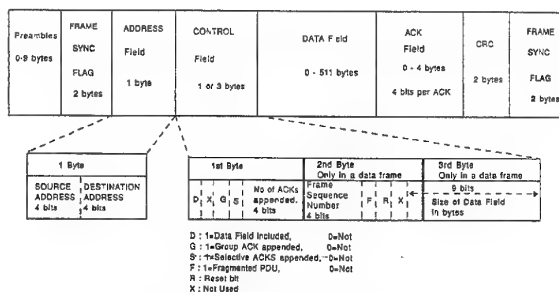 Preambles
0-9 bytes
FRAME
SYNC
FLAG
2 bytes
ADDRESS
Field
1 byte
CONTROL
Field
1 or 3 bytes
DATA Field
0 - 511 bytes
ACK
Field
0 - 4 bytes
4 bits per ACK
CRC
2 bytes
FRAME
SYNC
FLAG
2 bytes
1 Byte
SOURCE ADDRESS 4 bits
DESTINATION ADDRESS 4 bits
1st Byte
D X G S
No of ACKs
appended.
4 bits
2nd Byte
Only in a data frame
Frame
Sequence
Number
4 bits
F R X
3rd Byte
Only in a data frame
9 bits
Size of Data Field
in bytes
D : 1=Data Field Included, 0=Not
G : 1=Group ACK appended, 0=Not
S : 1=Selective ACKS appended, 0=Not
F : 1=Fragmented PDU, 0=Not
R : Reset bit
X : Not Used